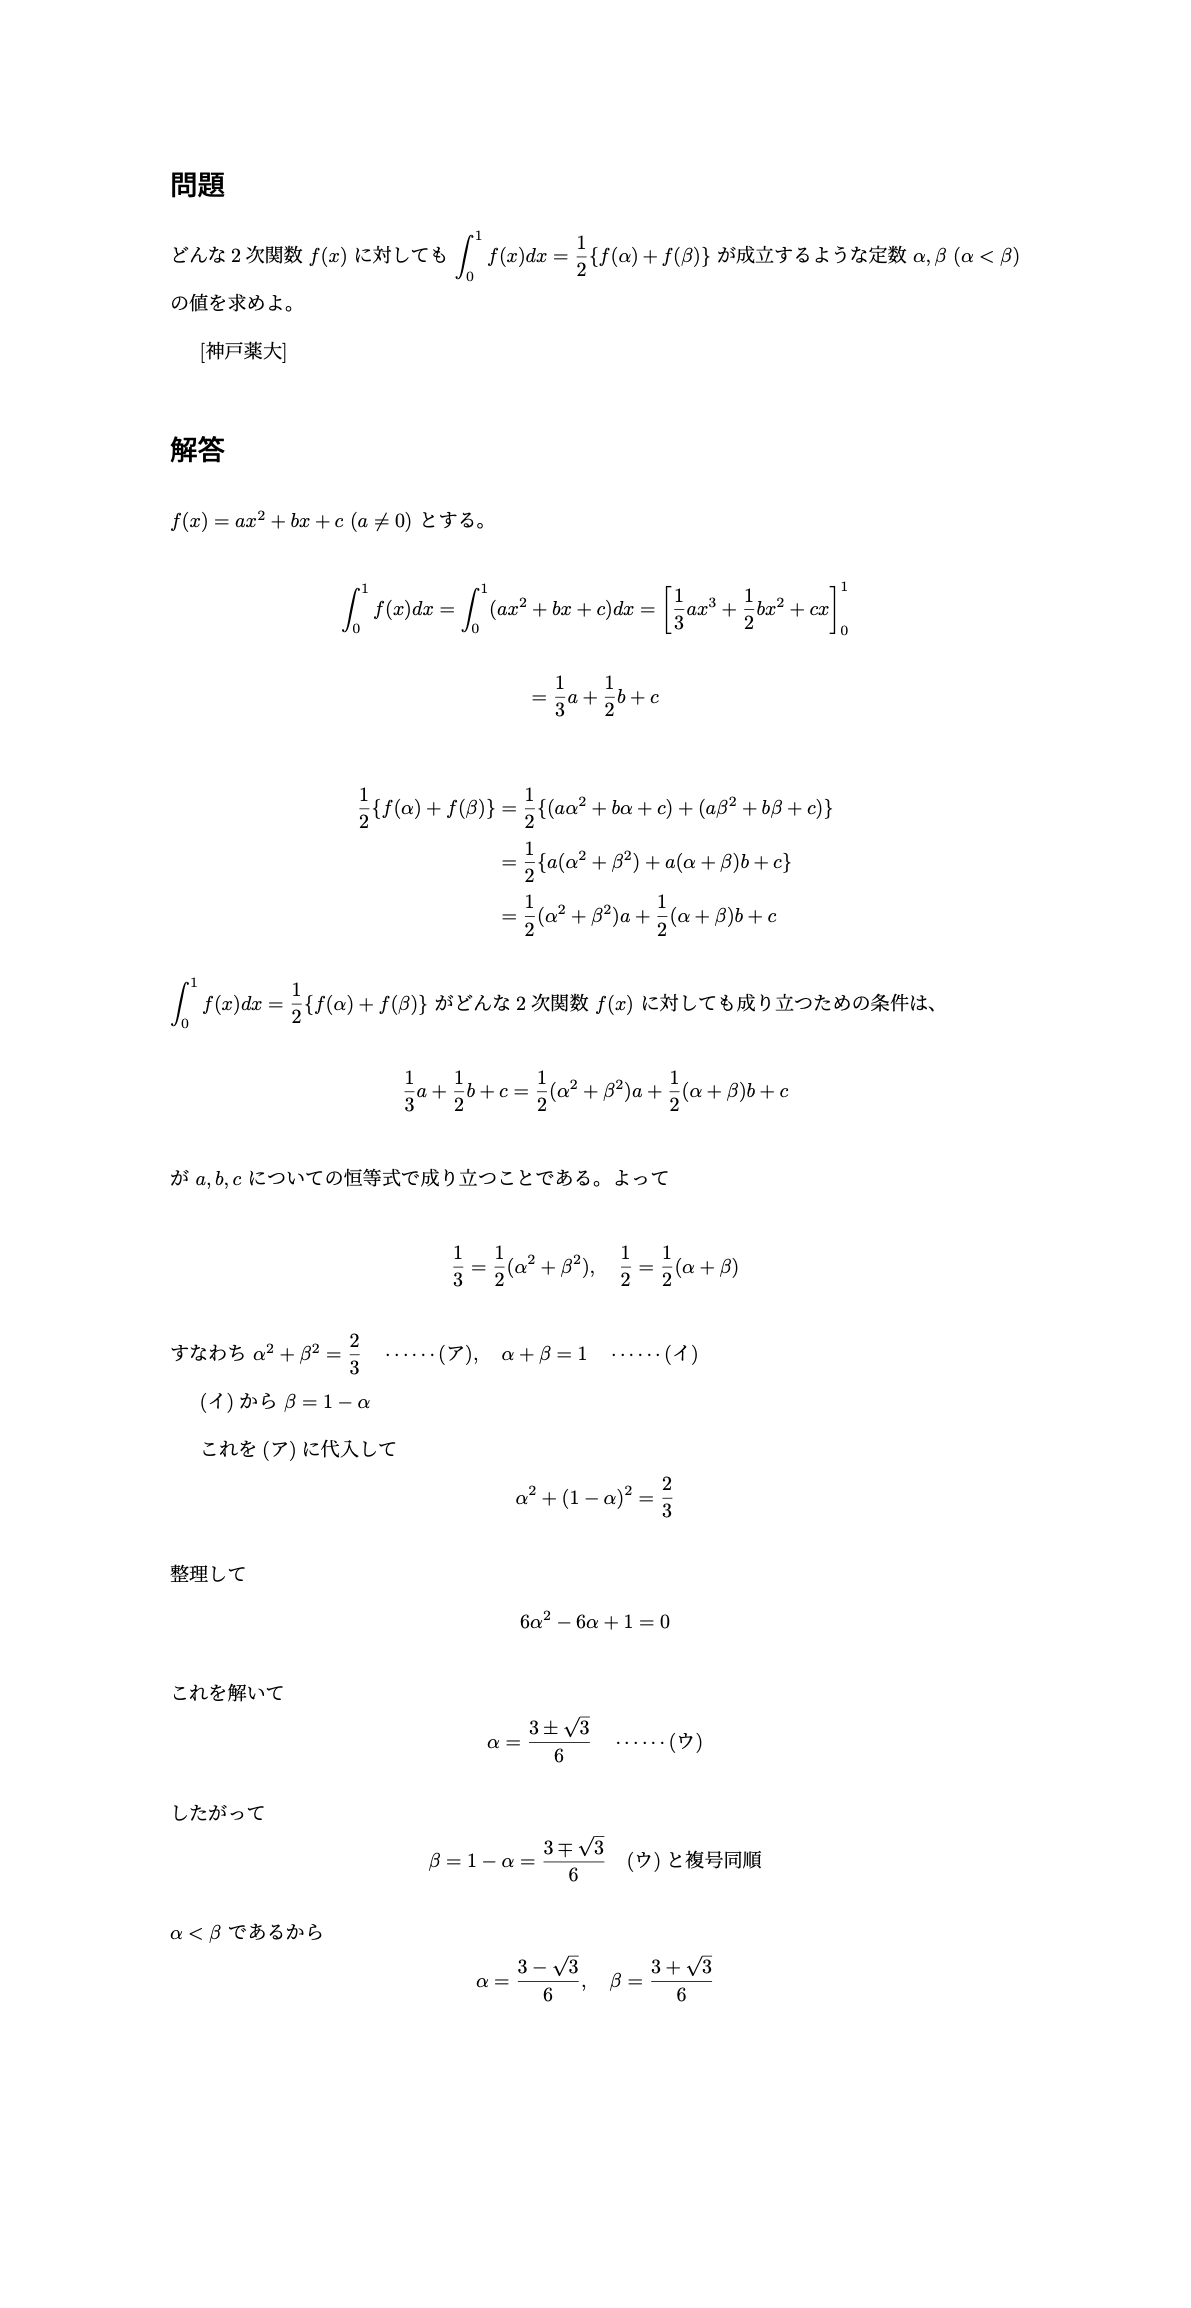 問題
どんな 2 次関数 $f(x)$ に対しても $\int_0^1 f(x)dx = \frac{1}{2}\{f(\alpha) + f(\beta)\}$ が成立するような定数 $\alpha, \beta\ (\alpha < \beta)$
の値を求めよ。
[神戸薬大]
解答
$f(x) = ax^2 + bx + c\ (a \neq 0)$ とする。
$\int_0^1 f(x)dx = \int_0^1 (ax^2 + bx + c)dx = \left[\frac{1}{3}ax^3 + \frac{1}{2}bx^2 + cx\right]_0^1$
$= \frac{1}{3}a + \frac{1}{2}b + c$
$\frac{1}{2}\{f(\alpha) + f(\beta)\} = \frac{1}{2}\{(a\alpha^2 + b\alpha + c) + (a\beta^2 + b\beta + c)\}$
$= \frac{1}{2}\{a(\alpha^2 + \beta^2) + a(\alpha + \beta)b + c\}$
$= \frac{1}{2}(\alpha^2 + \beta^2)a + \frac{1}{2}(\alpha + \beta)b + c$
$\int_0^1 f(x)dx = \frac{1}{2}\{f(\alpha) + f(\beta)\}$ がどんな 2 次関数 $f(x)$ に対しても成り立つための条件は、
$\frac{1}{3}a + \frac{1}{2}b + c = \frac{1}{2}(\alpha^2 + \beta^2)a + \frac{1}{2}(\alpha + \beta)b + c$
が $a, b, c$ についての恒等式で成り立つことである。よって
$\frac{1}{3} = \frac{1}{2}(\alpha^2 + \beta^2), \quad \frac{1}{2} = \frac{1}{2}(\alpha + \beta)$
すなわち $\alpha^2 + \beta^2 = \frac{2}{3}$ ⋯⋯(ア), $\alpha + \beta = 1$ ⋯⋯(イ)
(イ) から $\beta = 1 - \alpha$
これを (ア) に代入して
$\alpha^2 + (1 - \alpha)^2 = \frac{2}{3}$
整理して
$6\alpha^2 - 6\alpha + 1 = 0$
これを解いて
$\alpha = \frac{3 \pm \sqrt{3}}{6}$ ⋯⋯(ウ)
したがって
$\beta = 1 - \alpha = \frac{3 \mp \sqrt{3}}{6}$ (ウ) と複号同順
$\alpha < \beta$ であるから
$\alpha = \frac{3 - \sqrt{3}}{6}, \quad \beta = \frac{3 + \sqrt{3}}{6}$